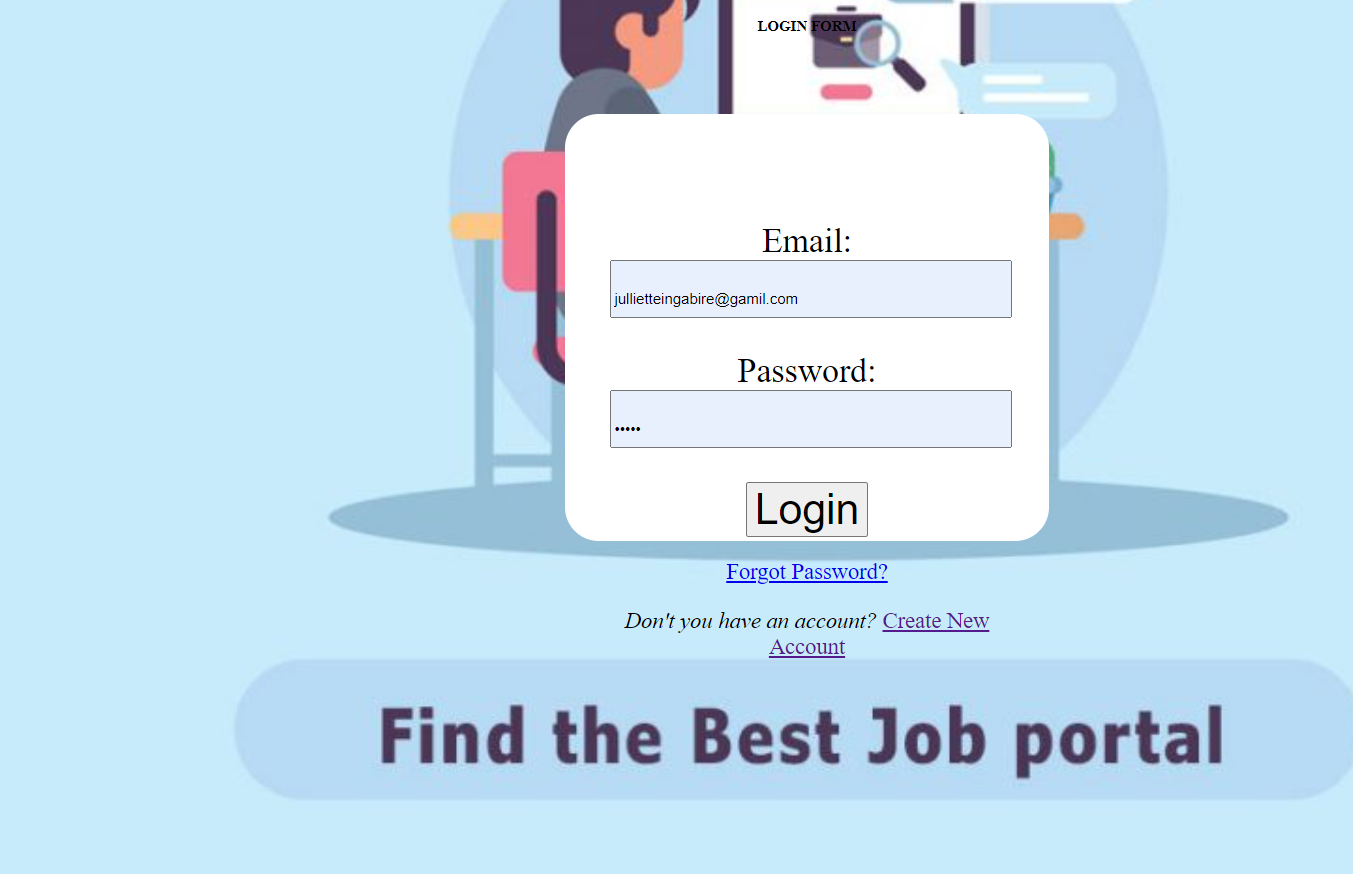 LOGIN FORM
Email:
jullietteingabire@gamil.com
Password:
•••••
Login
Forgot Password?
Don't you have an account? Create New
Account
Find the Best Job portal